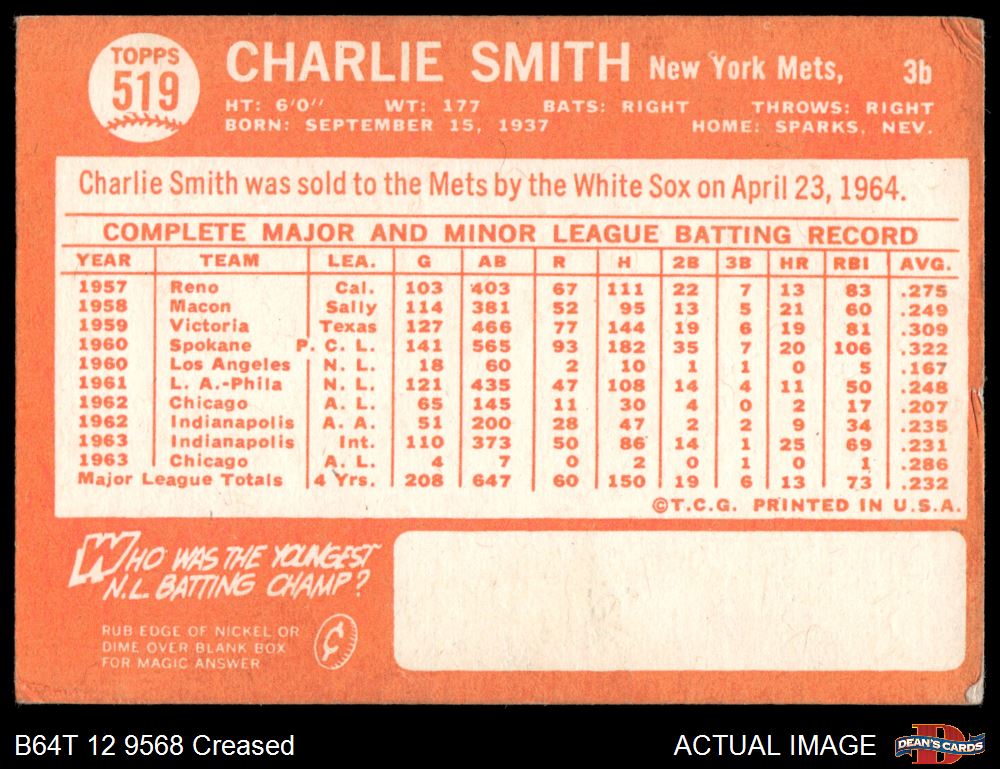 TOPPS
519
CHARLIE SMITH New York Mets, 3b
HT: 6'0" WT: 177 BATS: RIGHT THROWS: RIGHT
BORN: SEPTEMBER 15, 1937 HOME: SPARKS, NEV.
Charlie Smith was sold to the Mets by the White Sox on April 23, 1964.
COMPLETE MAJOR AND MINOR LEAGUE BATTING RECORD
YEAR TEAM LEA. G AB R H 2B 3B HR RBI AVG.
1957 Reno Cal. 103 403 67 111 22 7 13 83 .275
1958 Macon Sally 114 381 52 95 13 5 21 60 .249
1959 Victoria Texas 127 466 77 144 19 6 19 81 .309
1960 Spokane P. C. L. 141 565 93 182 35 7 20 106 .322
1960 Los Angeles N. L. 18 60 2 10 1 1 0 5 .167
1961 L. A.-Phila N. L. 121 435 47 108 14 4 11 50 .248
1962 Chicago A. L. 65 145 11 30 4 0 2 17 .207
1962 Indianapolis A. A. 51 200 28 47 2 2 9 34 .235
1963 Indianapolis Int. 110 373 50 86 14 1 25 69 .231
1963 Chicago A. L. 4 7 0 2 0 1 0 1 .286
Major League Totals 4 Yrs. 208 647 60 150 19 6 13 73 .232
©T.C.G. PRINTED IN U.S.A.
WHO WAS THE YOUNGEST
N.L. BATTING CHAMP?
RUB EDGE OF NICKEL OR
DIME OVER BLANK BOX
FOR MAGIC ANSWER
¢
B64T 12 9568 Creased
ACTUAL IMAGE
DEAN'S CARDS